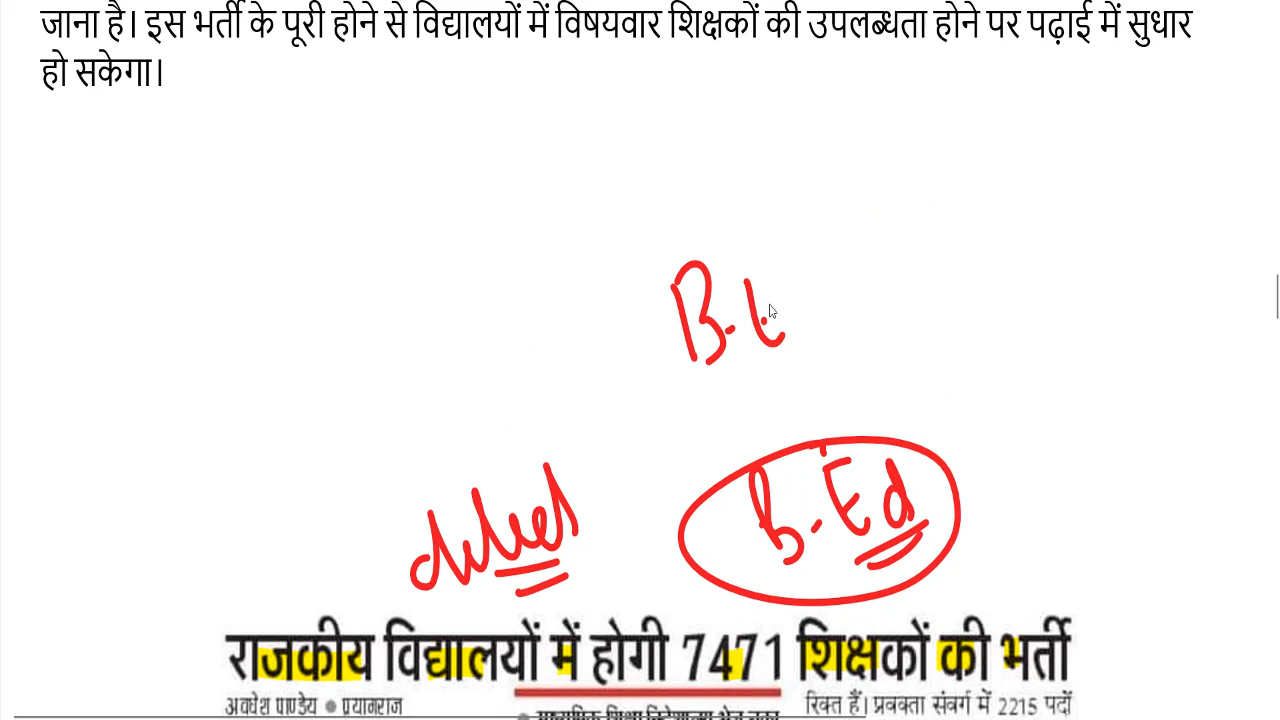 जाना है। इस भर्ती के पूरी होने से विद्यालयों में विषयवार शिक्षकों की उपलब्धता होने पर पढ़ाई में सुधार
हो सकेगा।
B.Ed
राजकीय विद्यालयों में होगी 7471 शिक्षकों की भर्ती
अवधेश पाण्डेय ● प्रयागराज
रिक्त हैं। प्रवक्ता संवर्ग में 2215 पदों